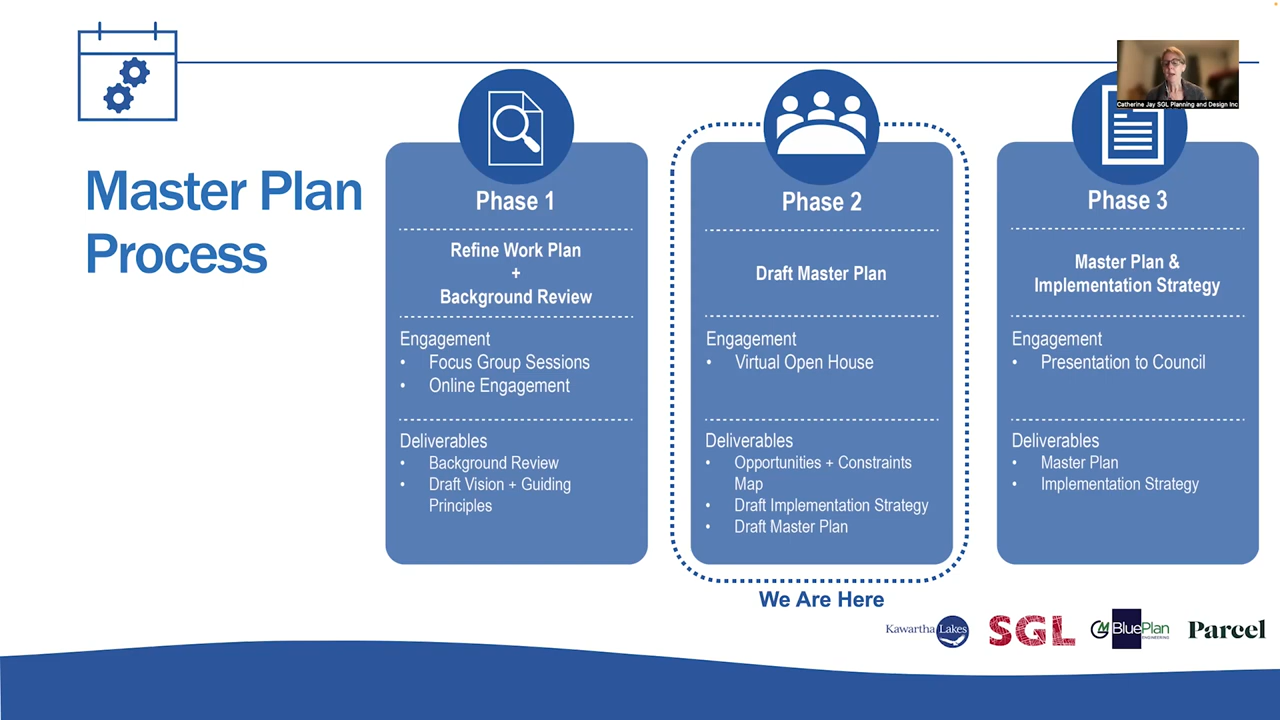 Master Plan
Process
Catherine Jay SGL Planning and Design Inc
Phase 1
Refine Work Plan
+
Background Review
Engagement
• Focus Group Sessions
• Online Engagement
Deliverables
• Background Review
• Draft Vision + Guiding
Principles
Phase 2
Draft Master Plan
Engagement
• Virtual Open House
Deliverables
• Opportunities + Constraints
Map
• Draft Implementation Strategy
• Draft Master Plan
We Are Here
Phase 3
Master Plan &
Implementation Strategy
Engagement
• Presentation to Council
Deliverables
• Master Plan
• Implementation Strategy
Kawartha Lakes
SGL
GM BluePlan
ENGINEERING
Parcel